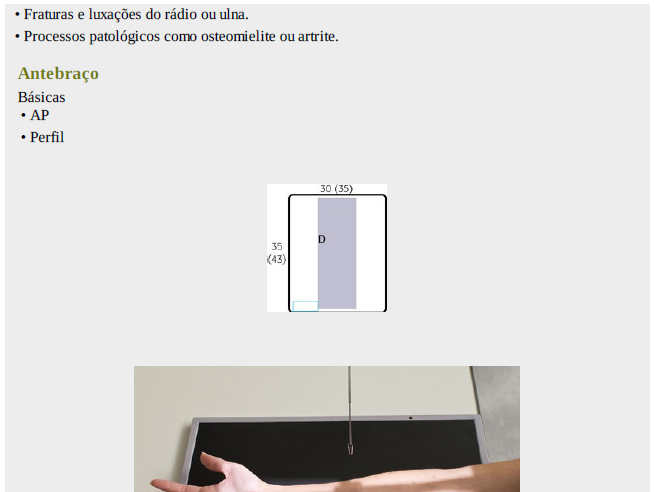 • Fraturas e luxações do rádio ou ulna.
• Processos patológicos como osteomielite ou artrite.
Antebraço
Básicas
• AP
• Perfil
30 (35)
D
35
(43)